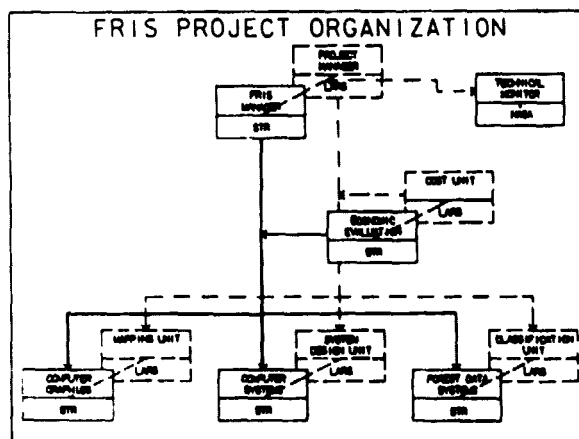 FRIS PROJECT ORGANIZATION
PROJECT
MANAGER
LARS
FRIS
MANAGER
STR
TECHNICAL
MONITOR
NASA
COST UNIT
LARS
ECONOMIC
EVALUATION
STR
MAPPING UNIT
LARS
COMPUTER
GRAPHICS
STR
SYSTEM
DESIGN UNIT
LARS
COMPUTER
SYSTEMS
STR
CLASSIFICATION
UNIT
LARS
FOREST DATA
SYSTEMS
STR